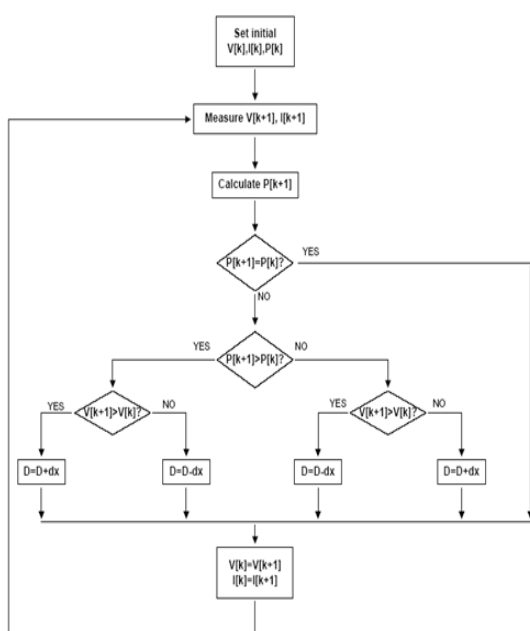 Set initial
V[k],I[k],P[k]
Measure V[k+1], I[k+1]
Calculate P[k+1]
P[k+1]=P[k]?
YES
NO
P[k+1]>P[k]?
YES
NO
V[k+1]>V[k]?
YES
NO
V[k+1]>V[k]?
YES
NO
D=D+dx
D=D-dx
D=D-dx
D=D+dx
V[k]=V[k+1]
I[k]=I[k+1]